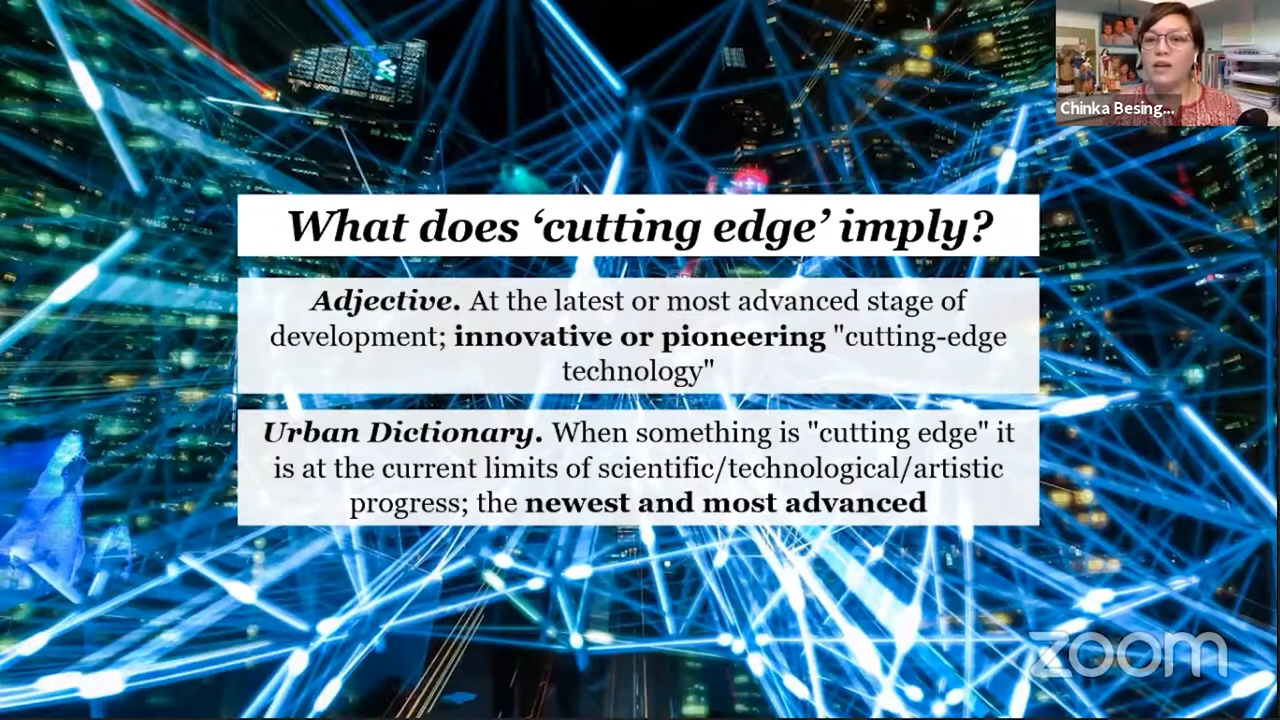 Chinka Besing...
What does ‘cutting edge’ imply?
Adjective. At the latest or most advanced stage of
development; innovative or pioneering "cutting-edge
technology"
Urban Dictionary. When something is "cutting edge" it
is at the current limits of scientific/technological/artistic
progress; the newest and most advanced
zoom